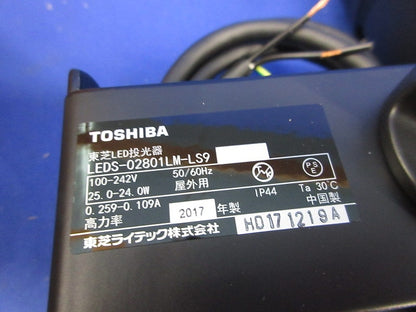 TOSHIBA
東芝LED投光器
LEDS-02801LM-LS9
100-242V 50/60Hz
25.0-24.0W 屋外用 IP44 Ta 30℃
0.259-0.109A 中国製
高力率 2017 年製
東芝ライテック株式会社 H0171219A
PSE